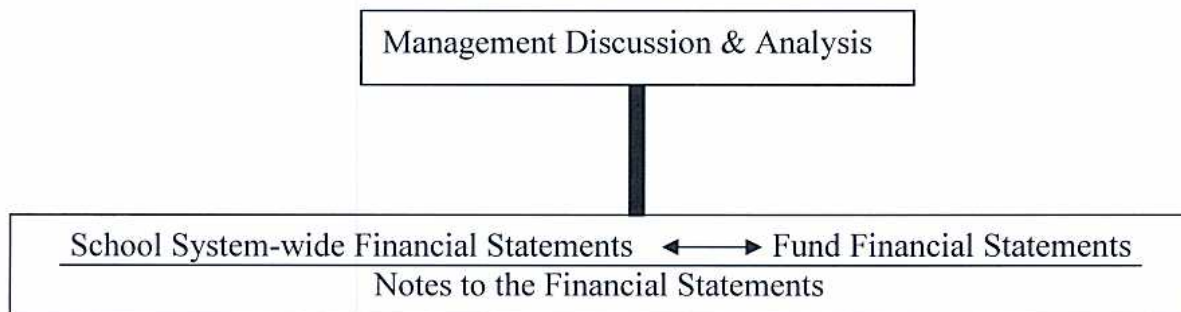 Management Discussion & Analysis
School System-wide Financial Statements Fund Financial Statements
Notes to the Financial Statements